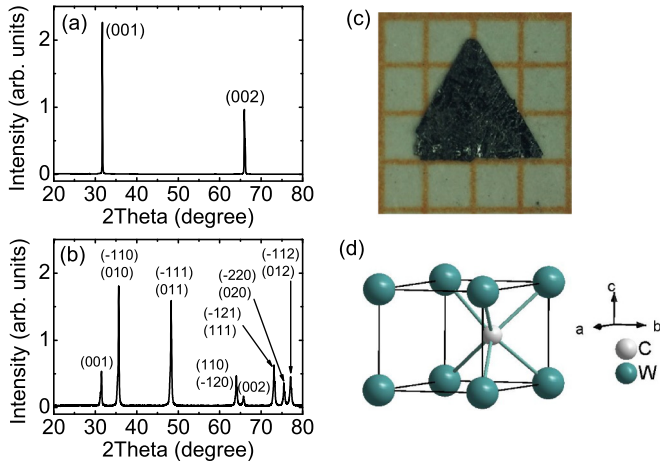 (a)
Intensity (arb. units)
2
1
0
(001)
(002)
20 30 40 50 60 70 80
2Theta (degree)
(b)
Intensity (arb. units)
2
1
0
(-110)
(010)
(-111)
(011)
(-220)
(020)
(-112)
(012)
(-121)
(111)
(001)
(110)
(-120)
(002)
20 30 40 50 60 70 80
2Theta (degree)
(c)
(d)
c
a
b
C
W